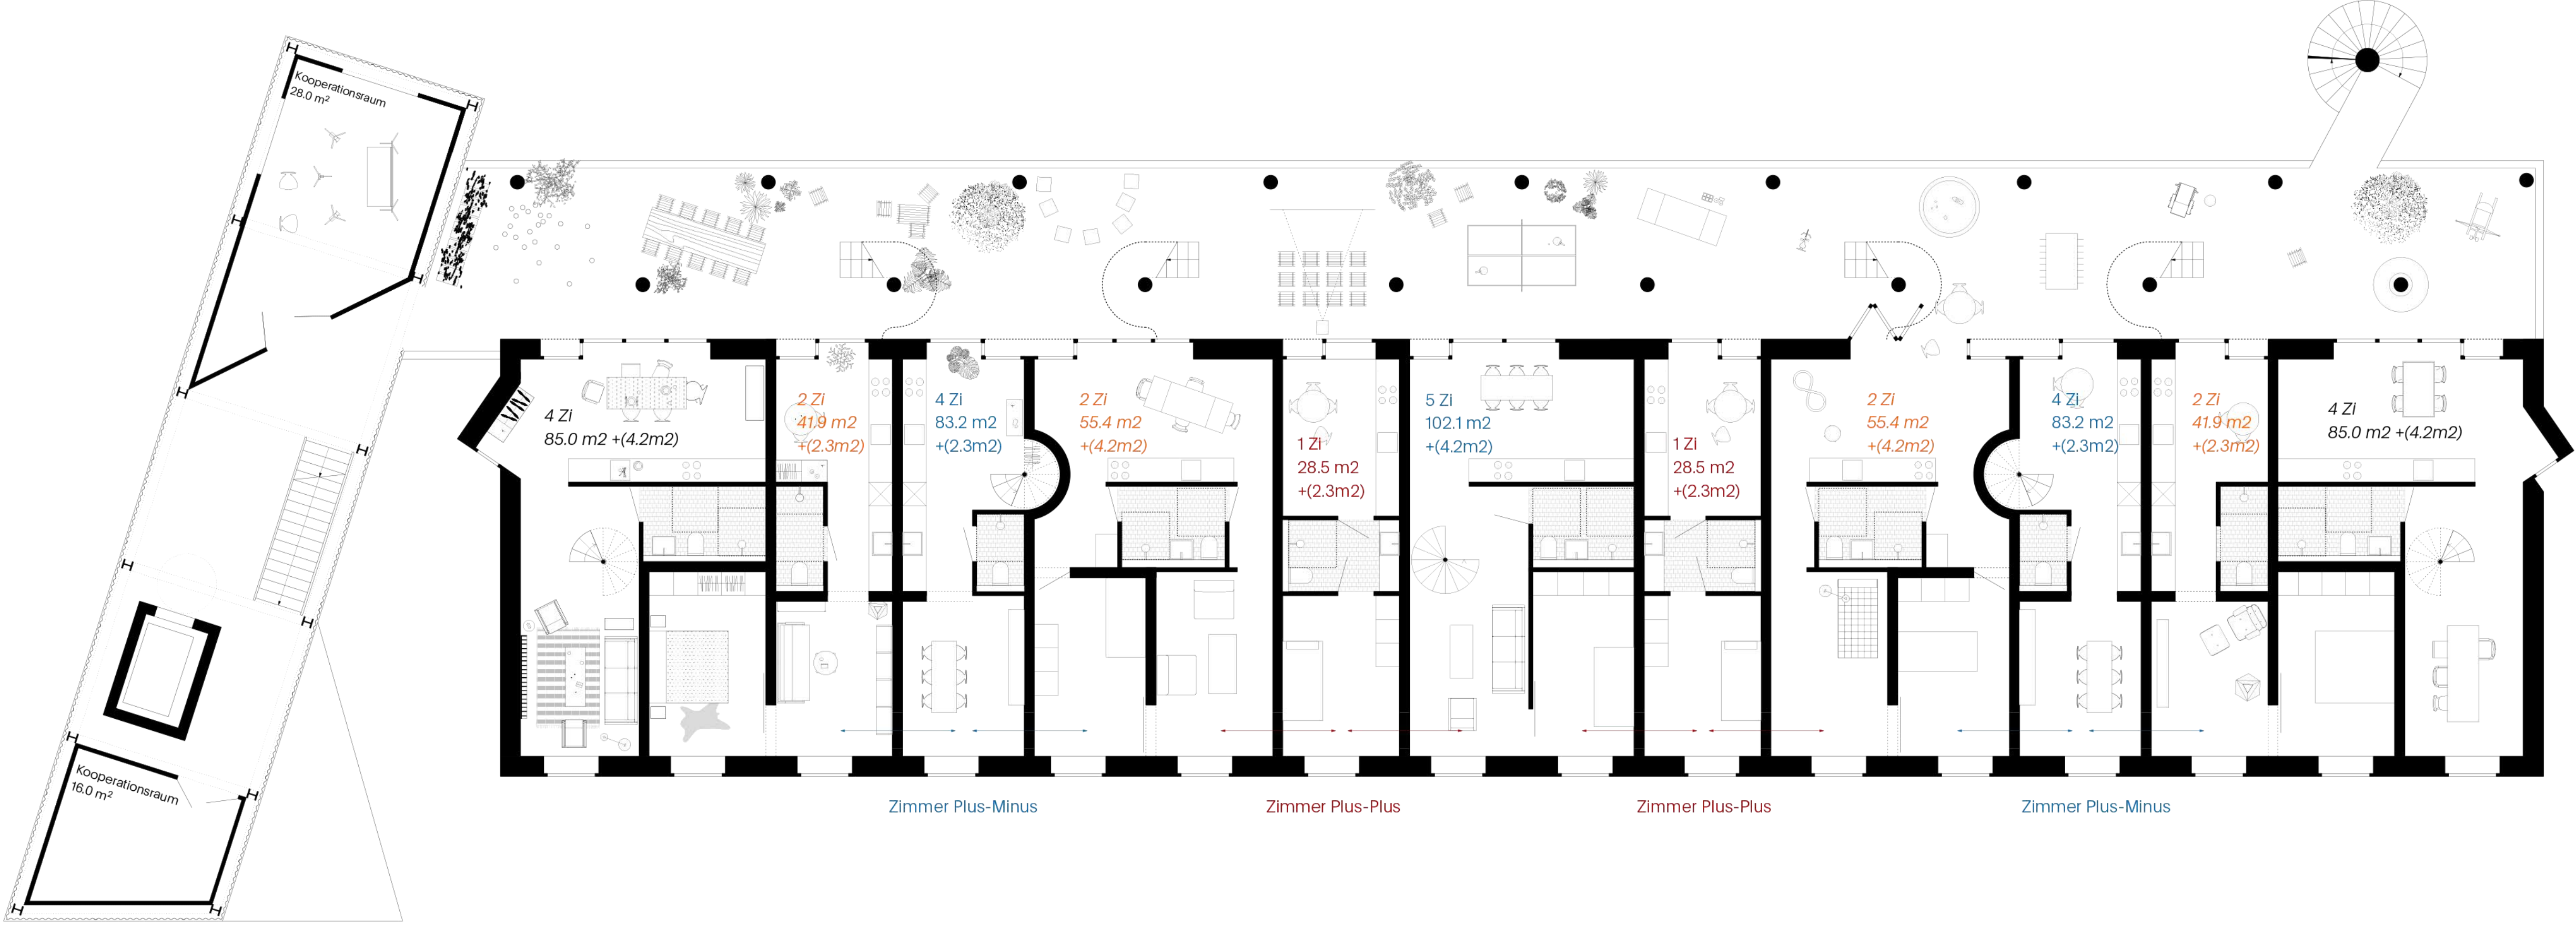 Kooperationsraum
28.0 m²
4 Zi
85.0 m2 +(4.2m2)
2 Zi
41.9 m2
+(2.3m2)
4 Zi
83.2 m2
+(2.3m2)
2 Zi
55.4 m2
+(4.2m2)
1 Zi
28.5 m2
+(2.3m2)
5 Zi
102.1 m2
+(4.2m2)
1 Zi
28.5 m2
+(2.3m2)
2 Zi
55.4 m2
+(4.2m2)
4 Zi
83.2 m2
+(2.3m2)
2 Zi
41.9 m2
+(2.3m2)
4 Zi
85.0 m2 +(4.2m2)
Kooperationsraum
16.0 m²
Zimmer Plus-Minus
Zimmer Plus-Plus
Zimmer Plus-Plus
Zimmer Plus-Minus